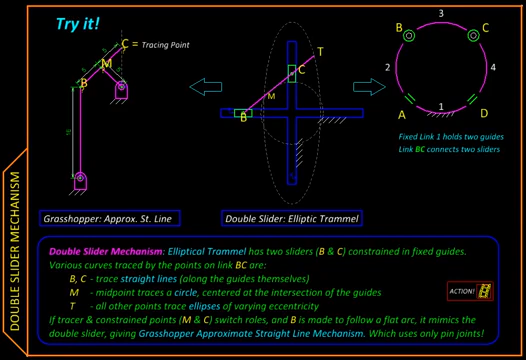 Try it!
C = Tracing Point
M
B
16
T
C
M
B
3
B
C
2
4
A
1
D
Fixed Link 1 holds two guides
Link BC connects two sliders
Grasshopper: Approx. St. Line
Double Slider: Elliptic Trammel
DOUBLE SLIDER MECHANISM
Double Slider Mechanism: Elliptical Trammel has two sliders (B & C) constrained in fixed guides.
Various curves traced by the points on link BC are:
B, C - trace straight lines (along the guides themselves)
M - midpoint traces a circle, centered at the intersection of the guides
T - all other points trace ellipses of varying eccentricity
If tracer & constrained points (M & C) switch roles, and B is made to follow a flat arc, it mimics the
double slider, giving Grasshopper Approximate Straight Line Mechanism. Which uses only pin joints!
ACTION!